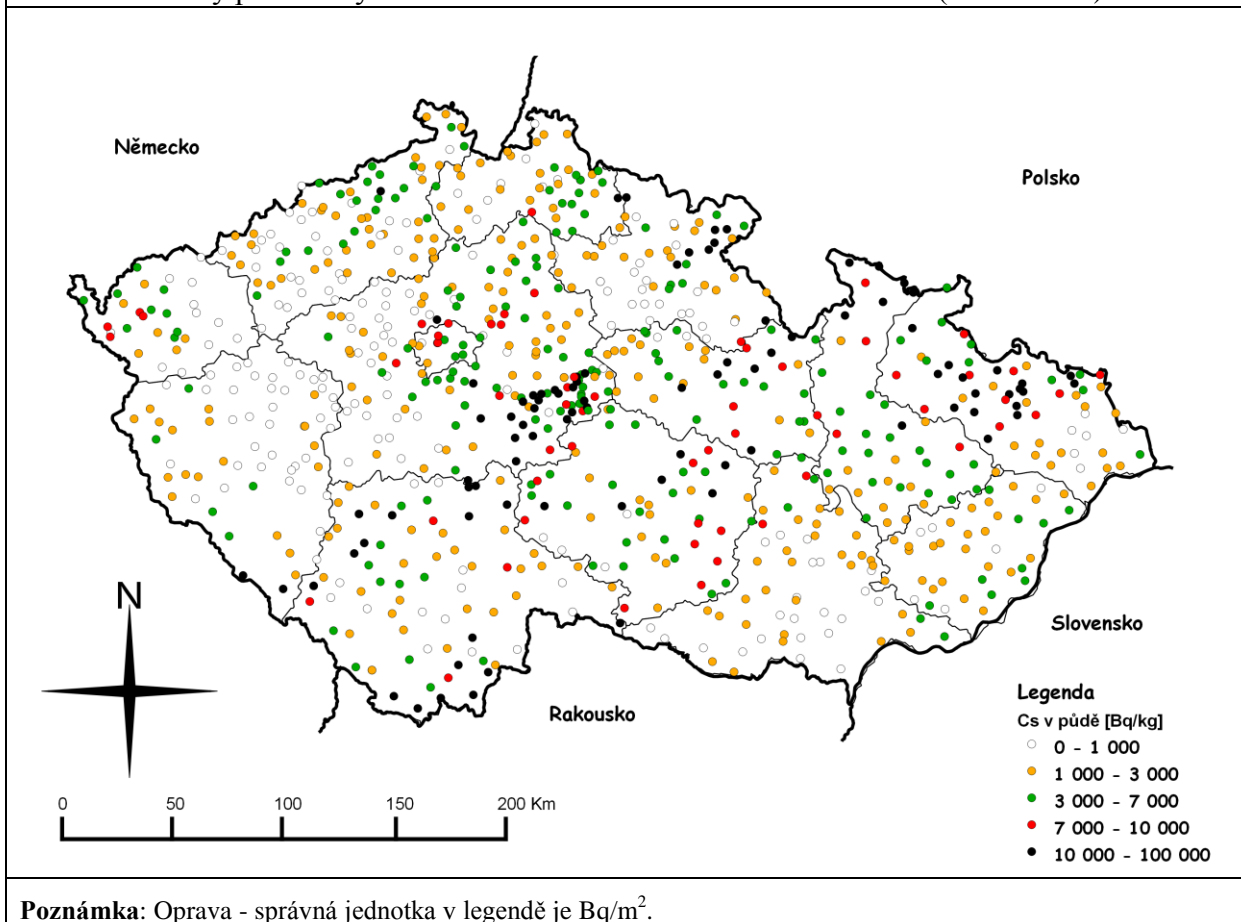 Německo
Polsko
N
Slovensko
Rakousko
Legenda
Cs v půdě [Bq/kg]
0 - 1 000
1 000 - 3 000
3 000 - 7 000
7 000 - 10 000
10 000 - 100 000
0 50 100 150 200 Km
Poznámka: Oprava - správná jednotka v legendě je Bq/m².